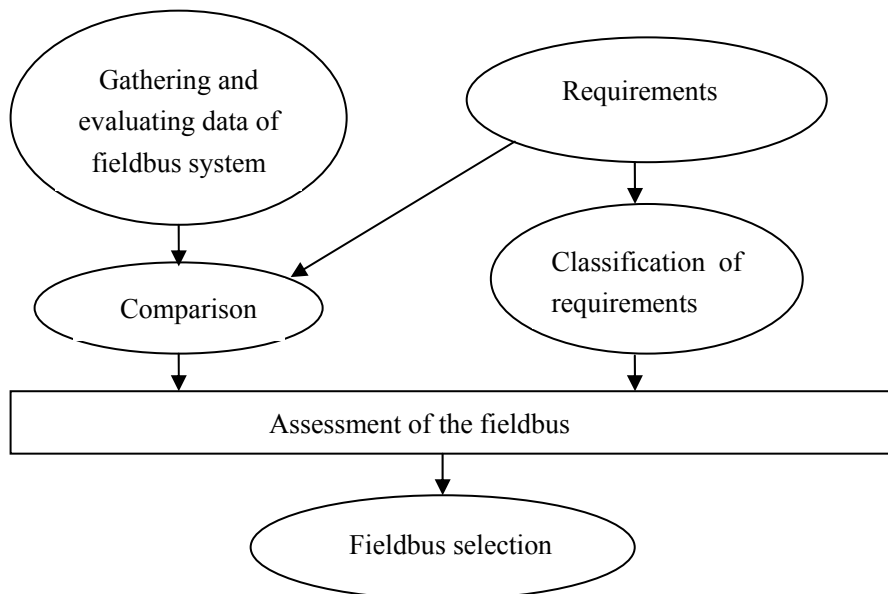 Gathering and
evaluating data of
fieldbus system
Requirements
Comparison
Classification of
requirements
Assessment of the fieldbus
Fieldbus selection